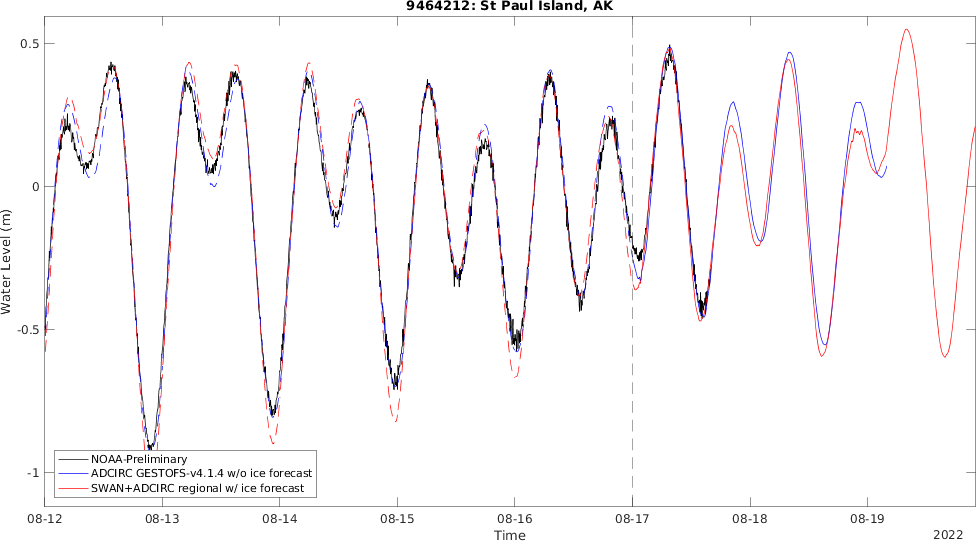 9464212: St Paul Island, AK
Water Level (m)
0.5
0
-0.5
-1
NOAA-Preliminary
ADCIRC GESTOFS-v4.1.4 w/o ice forecast
SWAN+ADCIRC regional w/ ice forecast
08-12 08-13 08-14 08-15 08-16 08-17 08-18 08-19
Time
2022